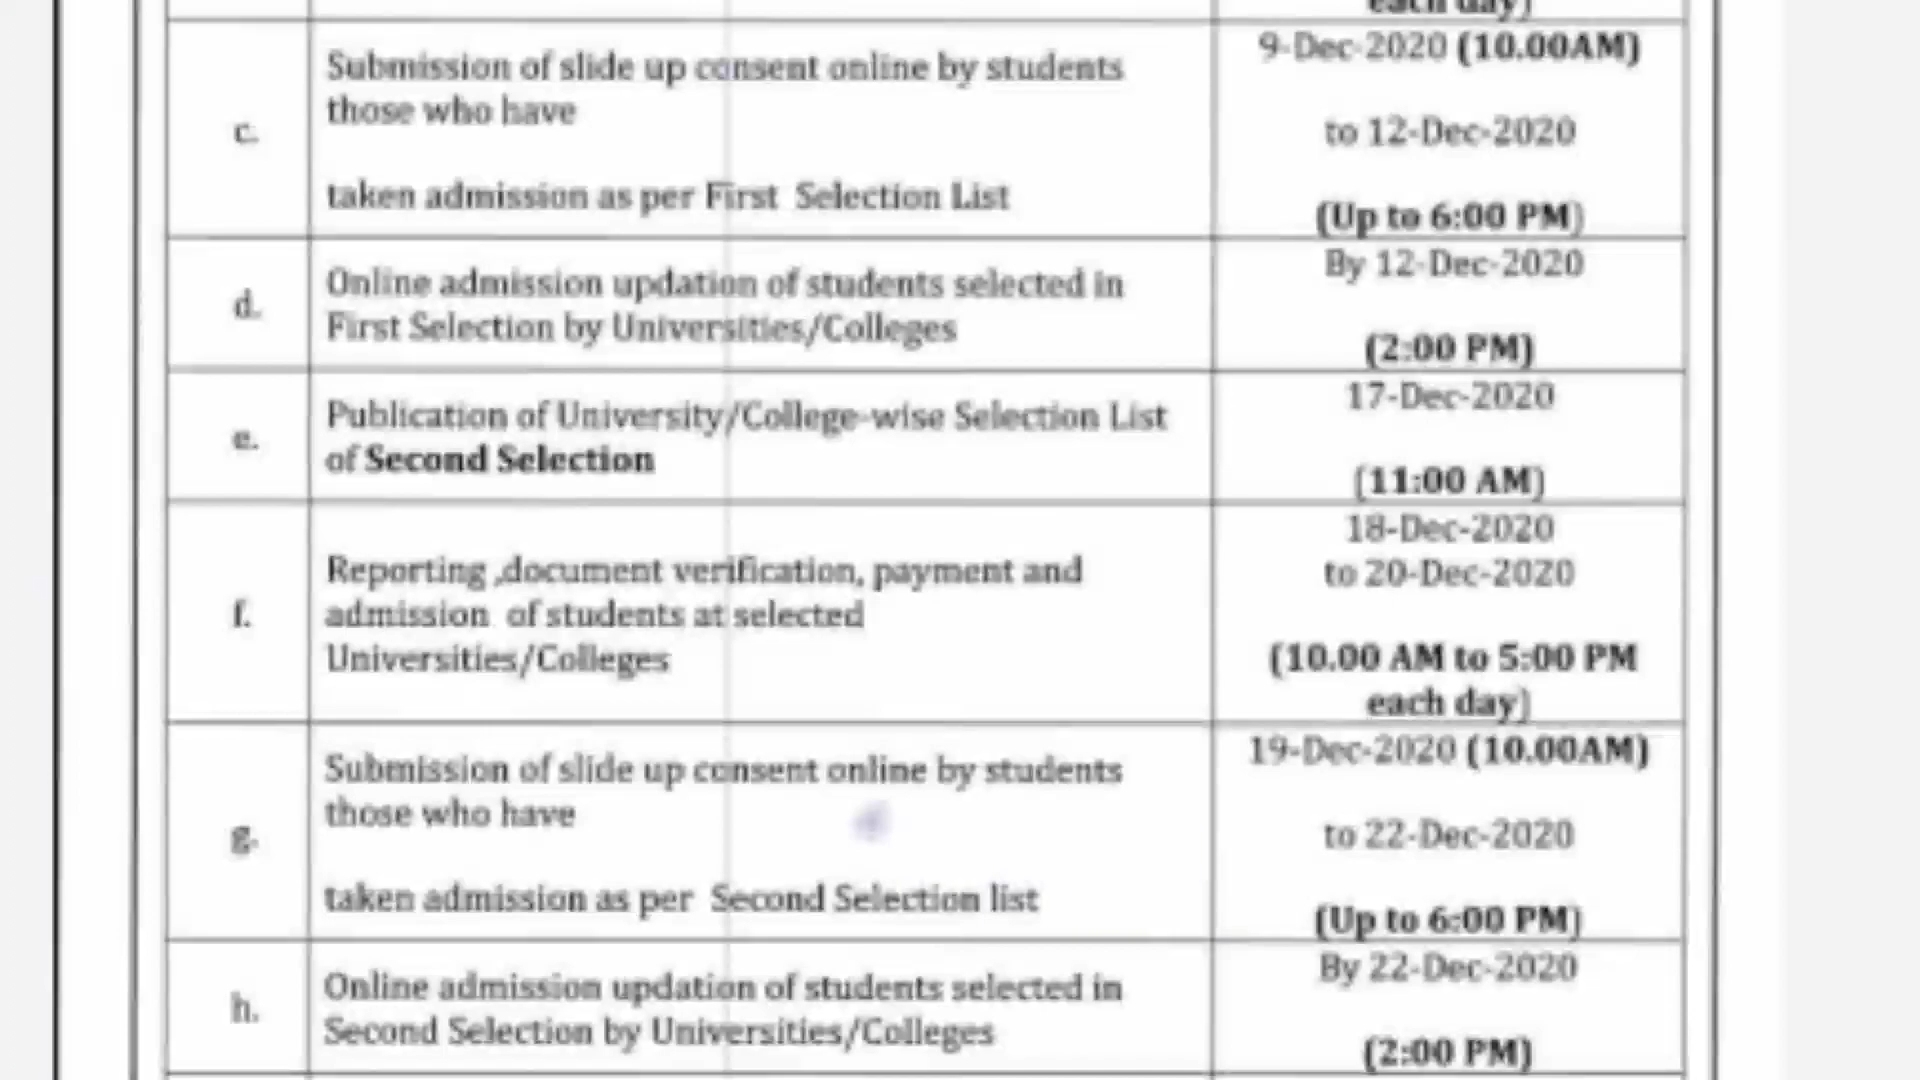 each day)
c.
Submission of slide up consent online by students
those who have
taken admission as per First Selection List
9-Dec-2020 (10.00AM)
to 12-Dec-2020
(Up to 6:00 PM)
d.
Online admission updation of students selected in
First Selection by Universities/Colleges
By 12-Dec-2020
(2:00 PM)
e.
Publication of University/College-wise Selection List
of Second Selection
17-Dec-2020
(11:00 AM)
f.
Reporting ,document verification, payment and
admission of students at selected
Universities/Colleges
18-Dec-2020
to 20-Dec-2020
(10.00 AM to 5:00 PM
each day)
g.
Submission of slide up consent online by students
those who have
taken admission as per Second Selection list
19-Dec-2020 (10.00AM)
to 22-Dec-2020
(Up to 6:00 PM)
h.
Online admission updation of students selected in
Second Selection by Universities/Colleges
By 22-Dec-2020
(2:00 PM)